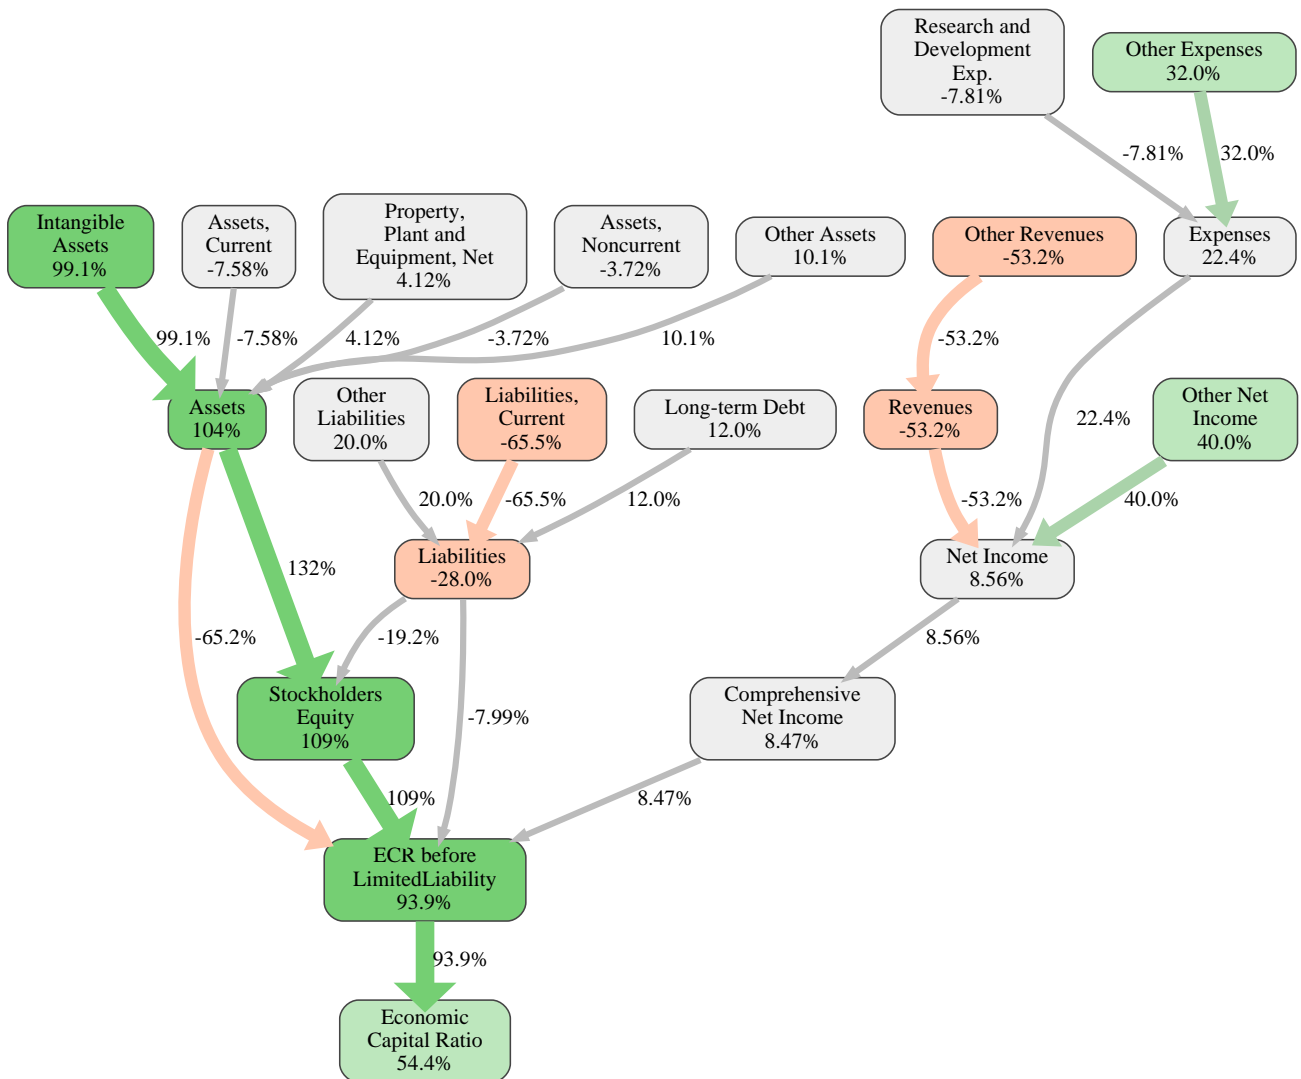 Research and
Development
Exp.
-7.81%
Other Expenses
32.0%
-7.81%
32.0%
Intangible
Assets
99.1%
Assets,
Current
-7.58%
Property,
Plant and
Equipment, Net
4.12%
Assets,
Noncurrent
-3.72%
Other Assets
10.1%
Other Revenues
-53.2%
Expenses
22.4%
99.1%
-7.58%
4.12%
-3.72%
10.1%
-53.2%
Assets
104%
Other
Liabilities
20.0%
Liabilities,
Current
-65.5%
Long-term Debt
12.0%
Revenues
-53.2%
22.4%
Other Net
Income
40.0%
20.0%
-65.5%
12.0%
-53.2%
40.0%
132%
Liabilities
-28.0%
Net Income
8.56%
-65.2%
-19.2%
8.56%
Stockholders
Equity
109%
-7.99%
Comprehensive
Net Income
8.47%
109%
8.47%
ECR before
LimitedLiability
93.9%
93.9%
Economic
Capital Ratio
54.4%